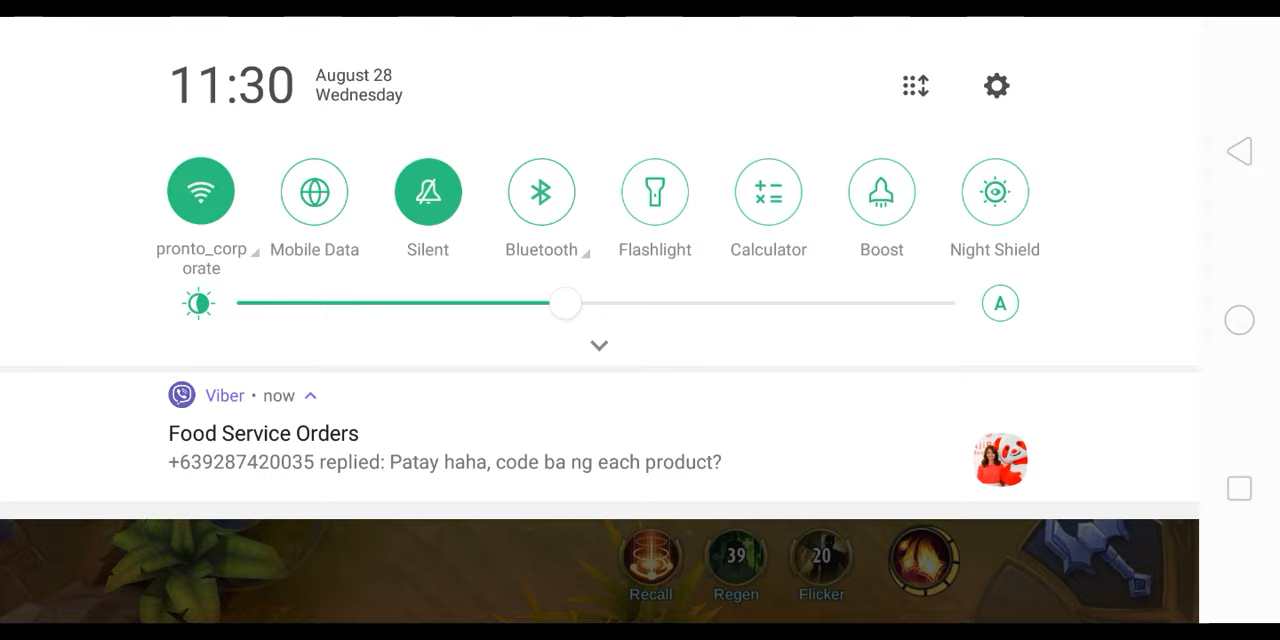 11:30
August 28
Wednesday
pronto_corp
orate
Mobile Data
Silent
Bluetooth
Flashlight
Calculator
Boost
Night Shield
A
Viber • now
Food Service Orders
+639287420035 replied: Patay haha, code ba ng each product?
39
20
Recall
Regen
Flicker